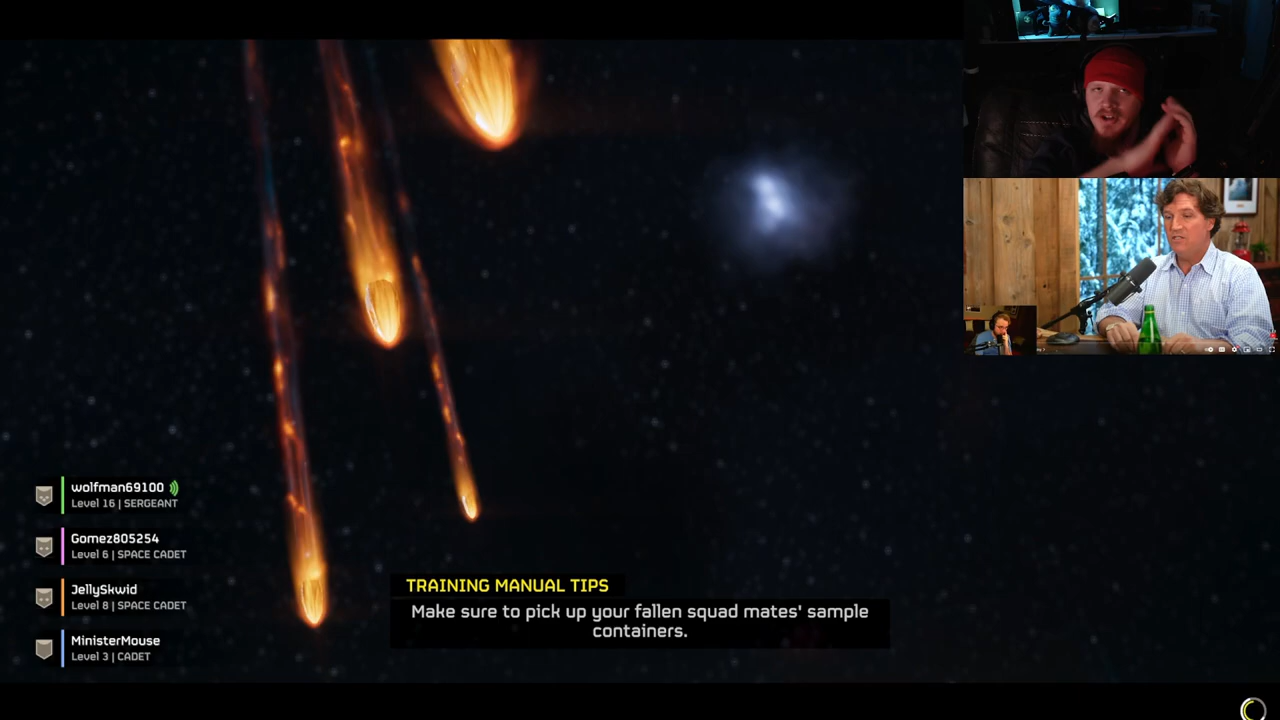 wolfman69100
Level 16 | SERGEANT
Gomez805254
Level 6 | SPACE CADET
JellySkwid
Level 8 | SPACE CADET
MinisterMouse
Level 3 | CADET
TRAINING MANUAL TIPS
Make sure to pick up your fallen squad mates' sample
containers.